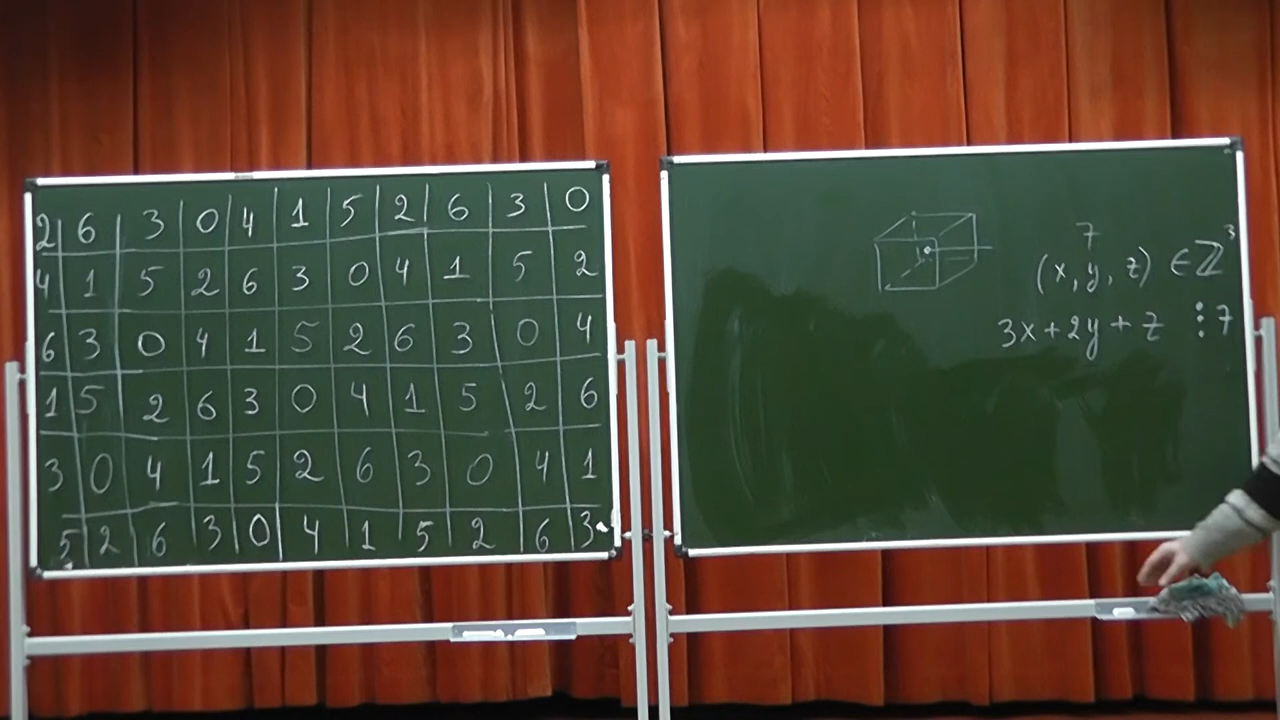 2 6 3 0 4 1 5 2 6 3 0
4 1 5 2 6 3 0 4 1 5 2
6 3 0 4 1 5 2 6 3 0 4
1 5 2 6 3 0 4 1 5 2 6
3 0 4 1 5 2 6 3 0 4 1
5 2 6 3 0 4 1 5 2 6 3
7
(x, y, z) ∈ ℤ³
3x + 2y + z ⋮ 7